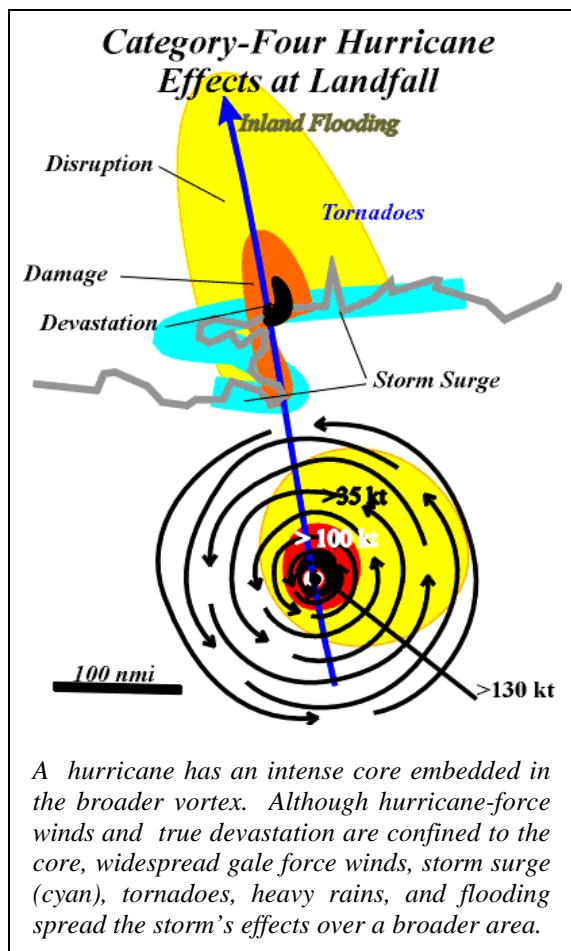 Category-Four Hurricane
Effects at Landfall
Inland Flooding
Disruption
Tornadoes
Damage
Devastation
Storm Surge
>35 kt
> 100 kt
100 nmi
>130 kt
A hurricane has an intense core embedded in
the broader vortex. Although hurricane-force
winds and true devastation are confined to the
core, widespread gale force winds, storm surge
(cyan), tornadoes, heavy rains, and flooding
spread the storm's effects over a broader area.